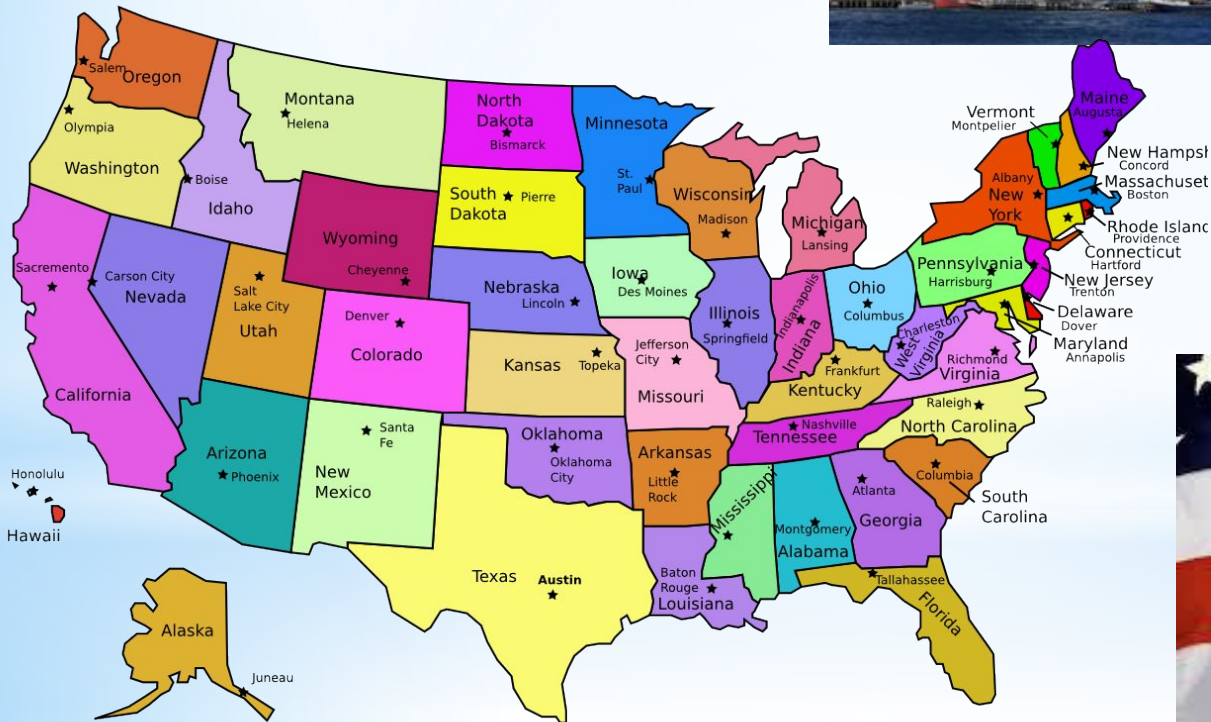 Salem
Oregon
Olympia
Washington
Boise
Idaho
Montana
Helena
North
Dakota
Bismarck
Minnesota
St.
Paul
South
Dakota
Pierre
Wyoming
Cheyenne
Wisconsin
Madison
Michigan
Lansing
Vermont
Montpelier
Maine
Augusta
New Hampsh
Concord
Massachuset
Boston
Albany
New
York
Rhode Islanc
Providence
Connecticut
Hartford
Pennsylvania
Harrisburg
New Jersey
Trenton
Delaware
Dover
Maryland
Annapolis
Sacremento
Carson City
Nevada
California
Salt
Lake City
Utah
Denver
Colorado
Nebraska
Lincoln
Iowa
Des Moines
Kansas
Topeka
Illinois
Springfield
Jefferson
City
Missouri
Indianapolis
Indiana
Ohio
Columbus
Charleston
West
Virginia
Richmond
Virginia
Frankfurt
Kentucky
Nashville
Tennessee
Raleigh
North Carolina
Columbia
South
Carolina
Arizona
Phoenix
Santa
Fe
New
Mexico
Oklahoma
Oklahoma
City
Arkansas
Little
Rock
Mississippi
Montgomery
Alabama
Atlanta
Georgia
Honolulu
Hawaii
Texas
Austin
Baton
Rouge
Louisiana
Tallahassee
Florida
Alaska
Juneau